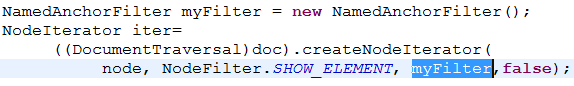 NamedAnchorFilter myFilter = new NamedAnchorFilter();
NodeIterator iter=
((DocumentTraversal)doc).createNodeIterator(
node, NodeFilter.SHOW_ELEMENT, myFilter,false);